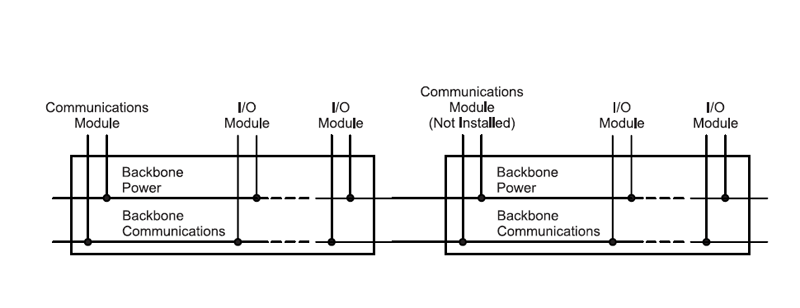 Communications
Module
I/O
Module
I/O
Module
Communications
Module
(Not Installed)
I/O
Module
I/O
Module
Backbone
Power
Backbone
Communications
Backbone
Power
Backbone
Communications